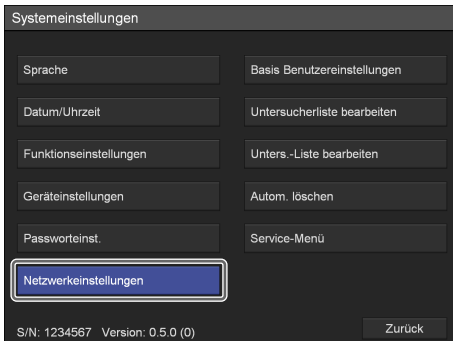 Systemeinstellungen
Sprache
Datum/Uhrzeit
Funktionseinstellungen
Geräteinstellungen
Passworteinst.
Netzwerkeinstellungen
Basis Benutzereinstellungen
Untersucherliste bearbeiten
Unters.-Liste bearbeiten
Autom. löschen
Service-Menü
S/N: 1234567 Version: 0.5.0 (0)
Zurück